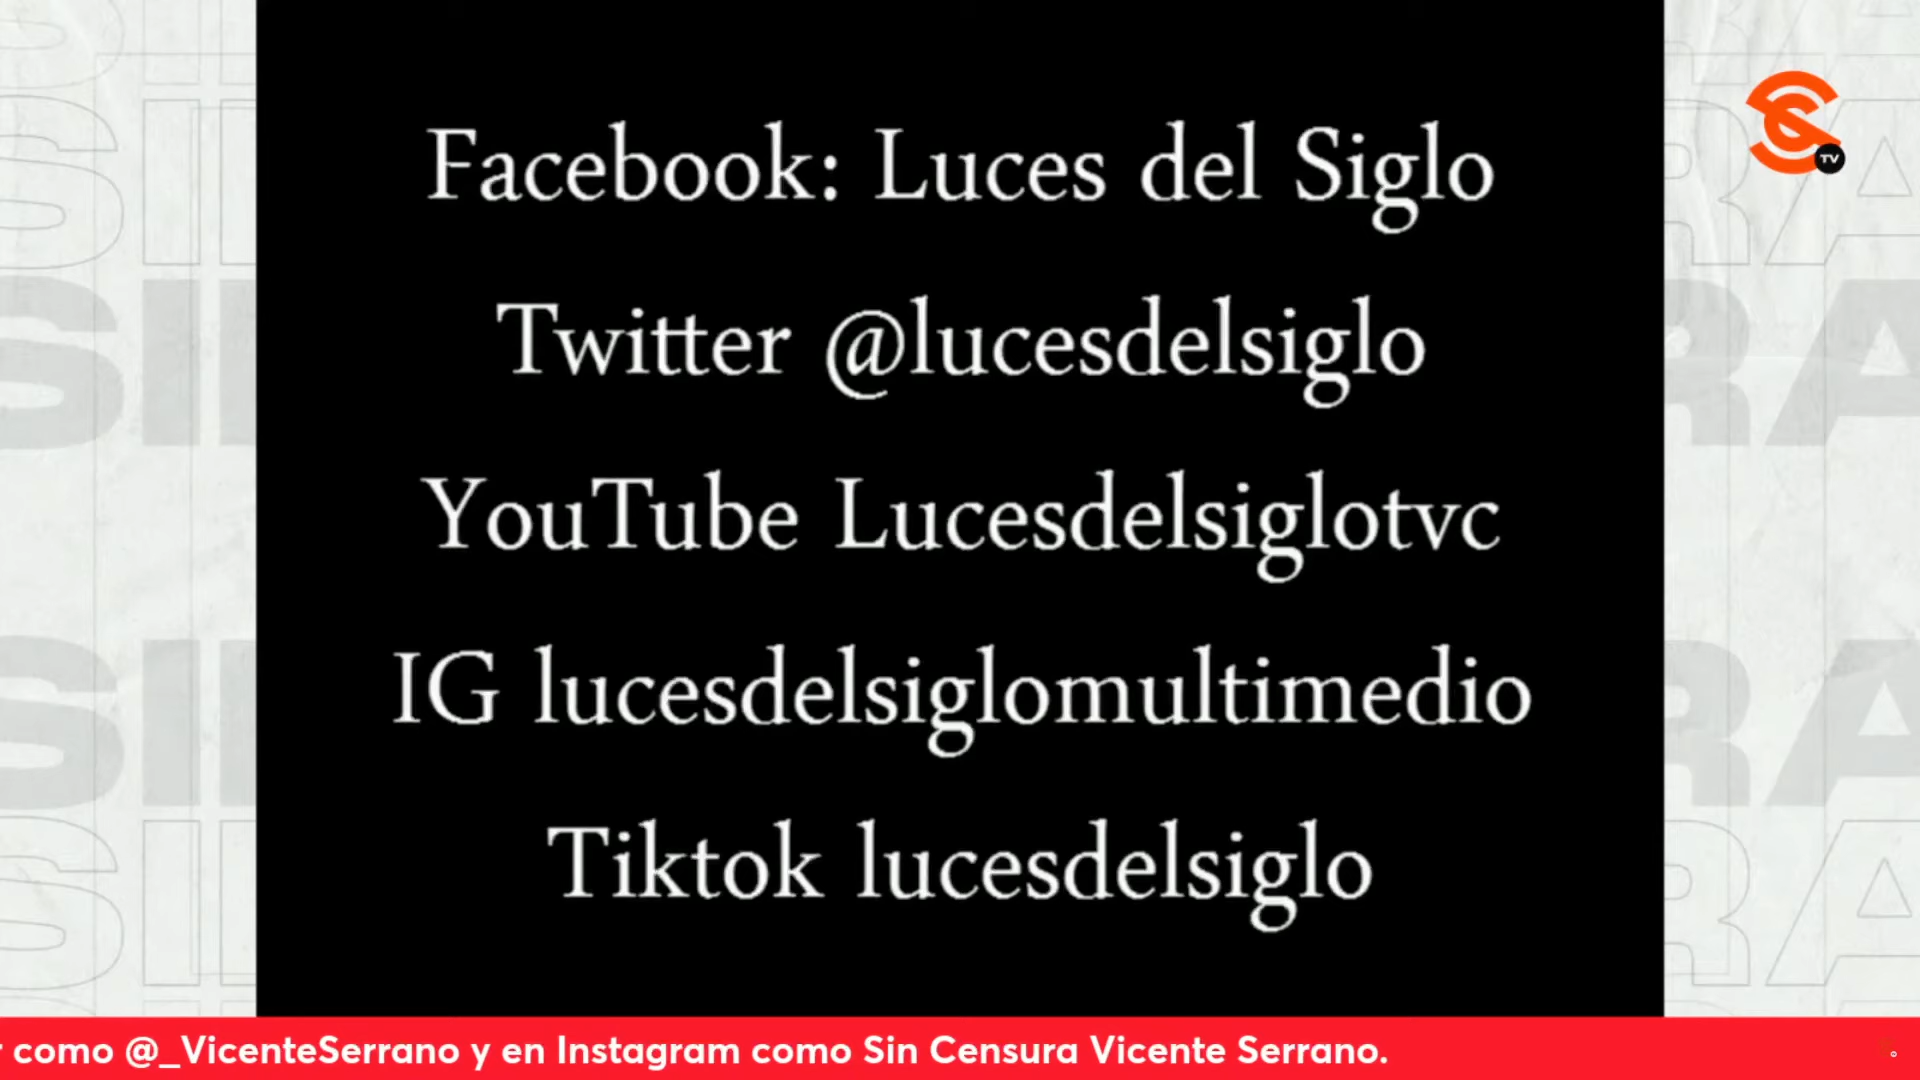 Facebook: Luces del Siglo
Twitter @lucesdelsiglo
YouTube Lucesdelsiglotvc
IG lucesdelsiglomultimedio
Tiktok lucesdelsiglo
TV
como @_VicenteSerrano y en Instagram como Sin Censura Vicente Serrano.